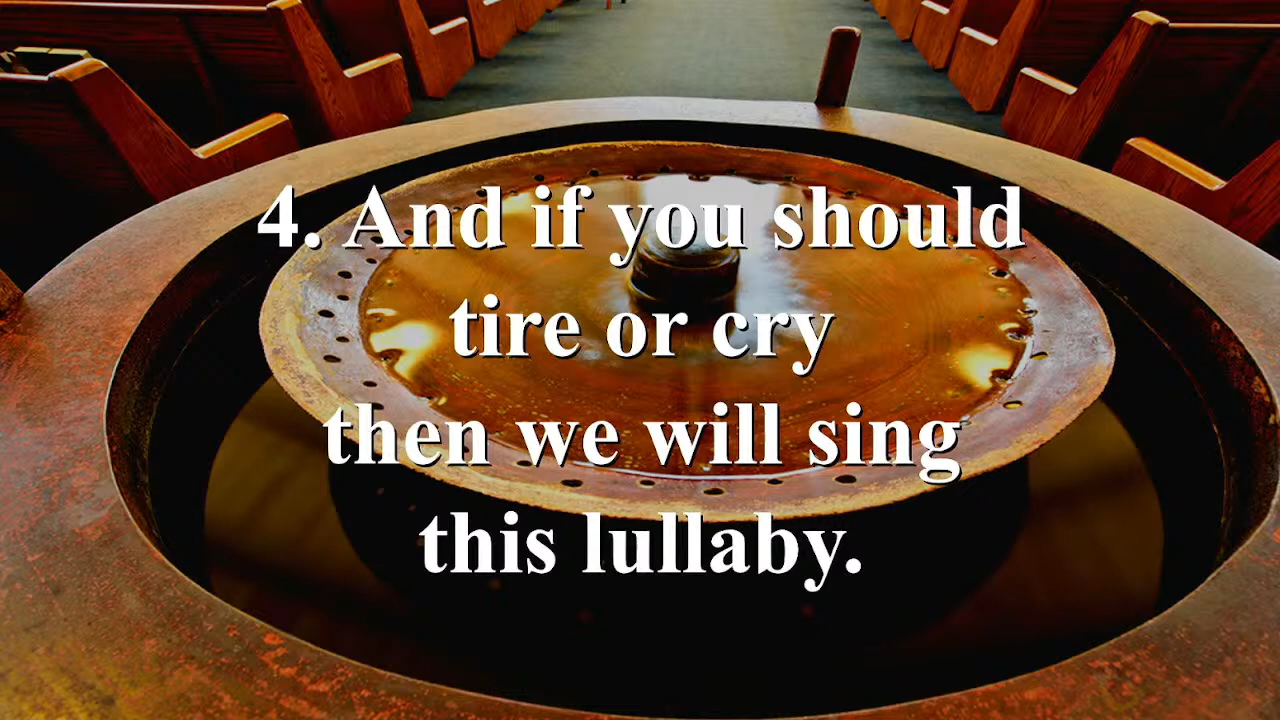 4. And if you should
tire or cry
then we will sing
this lullaby.